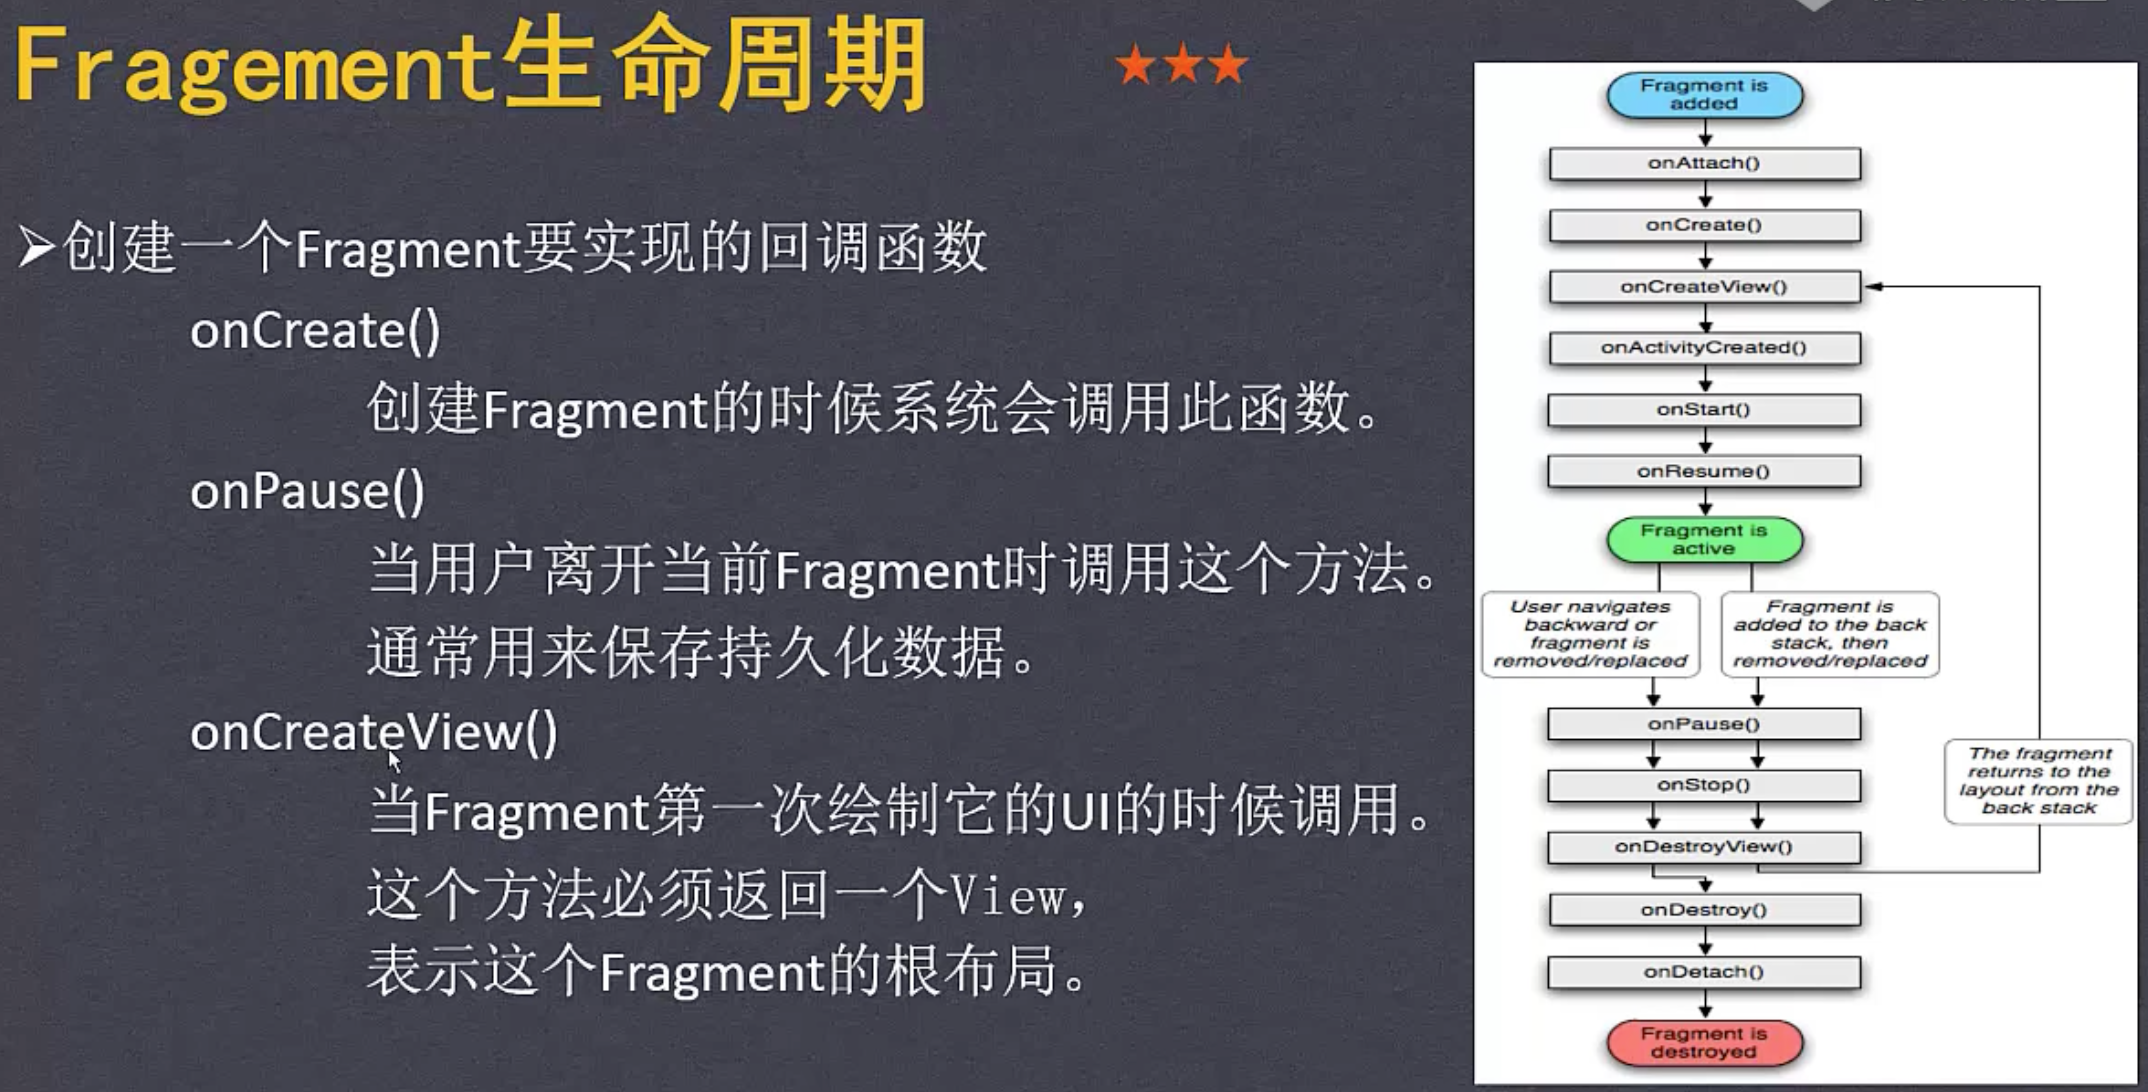 Fragement生命周期
★★★
➢创建一个Fragment要实现的回调函数
onCreate()
创建Fragment的时候系统会调用此函数。
onPause()
当用户离开当前Fragment时调用这个方法。
通常用来保存持久化数据。
onCreateView()
当Fragment第一次绘制它的UI的时候调用。
这个方法必须返回一个View,
表示这个Fragment的根布局。
Fragment is
added
onAttach()
onCreate()
onCreateView()
onActivityCreated()
onStart()
onResume()
Fragment is
active
User navigates
backward or
fragment is
removed/replaced
Fragment is
added to the back
stack, then
removed/replaced
onPause()
onStop()
onDestroyView()
The fragment
returns to the
layout from the
back stack
onDestroy()
onDetach()
Fragment is
destroyed